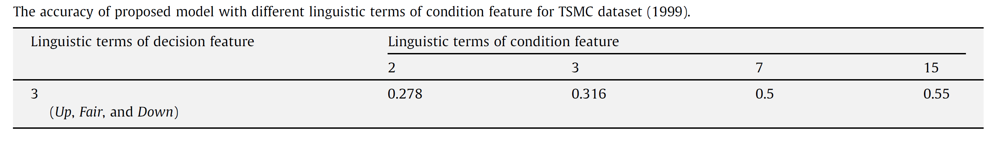 The accuracy of proposed model with different linguistic terms of condition feature for TSMC dataset (1999).
Linguistic terms of decision feature Linguistic terms of condition feature
2 3 7 15
3 0.278 0.316 0.5 0.55
(Up, Fair, and Down)